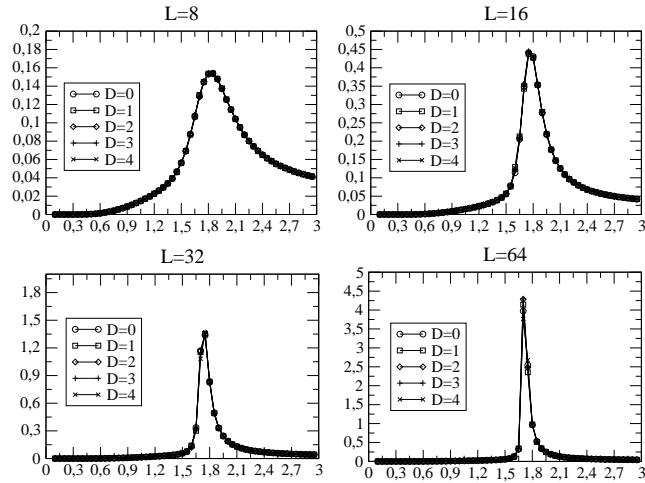 L=8
L=16
0,2
0,18
0,16
0,14
0,12
0,1
0,08
0,06
0,04
0,02
0
D=0
D=1
D=2
D=3
D=4
0 0,3 0,6 0,9 1,2 1,5 1,8 2,1 2,4 2,7 3
0,5
0,45
0,4
0,35
0,3
0,25
0,2
0,15
0,1
0,05
0
D=0
D=1
D=2
D=3
D=4
0 0,3 0,6 0,9 1,2 1,5 1,8 2,1 2,4 2,7 3
L=32
L=64
1,8
1,5
1,2
0,9
0,6
0,3
0
D=0
D=1
D=2
D=3
D=4
0 0,3 0,6 0,9 1,2 1,5 1,8 2,1 2,4 2,7 3
5
4,5
4
3,5
3
2,5
2
1,5
1
0,5
0
D=0
D=1
D=2
D=3
D=4
0 0,3 0,6 0,9 1,2 1,5 1,8 2,1 2,4 2,7 3